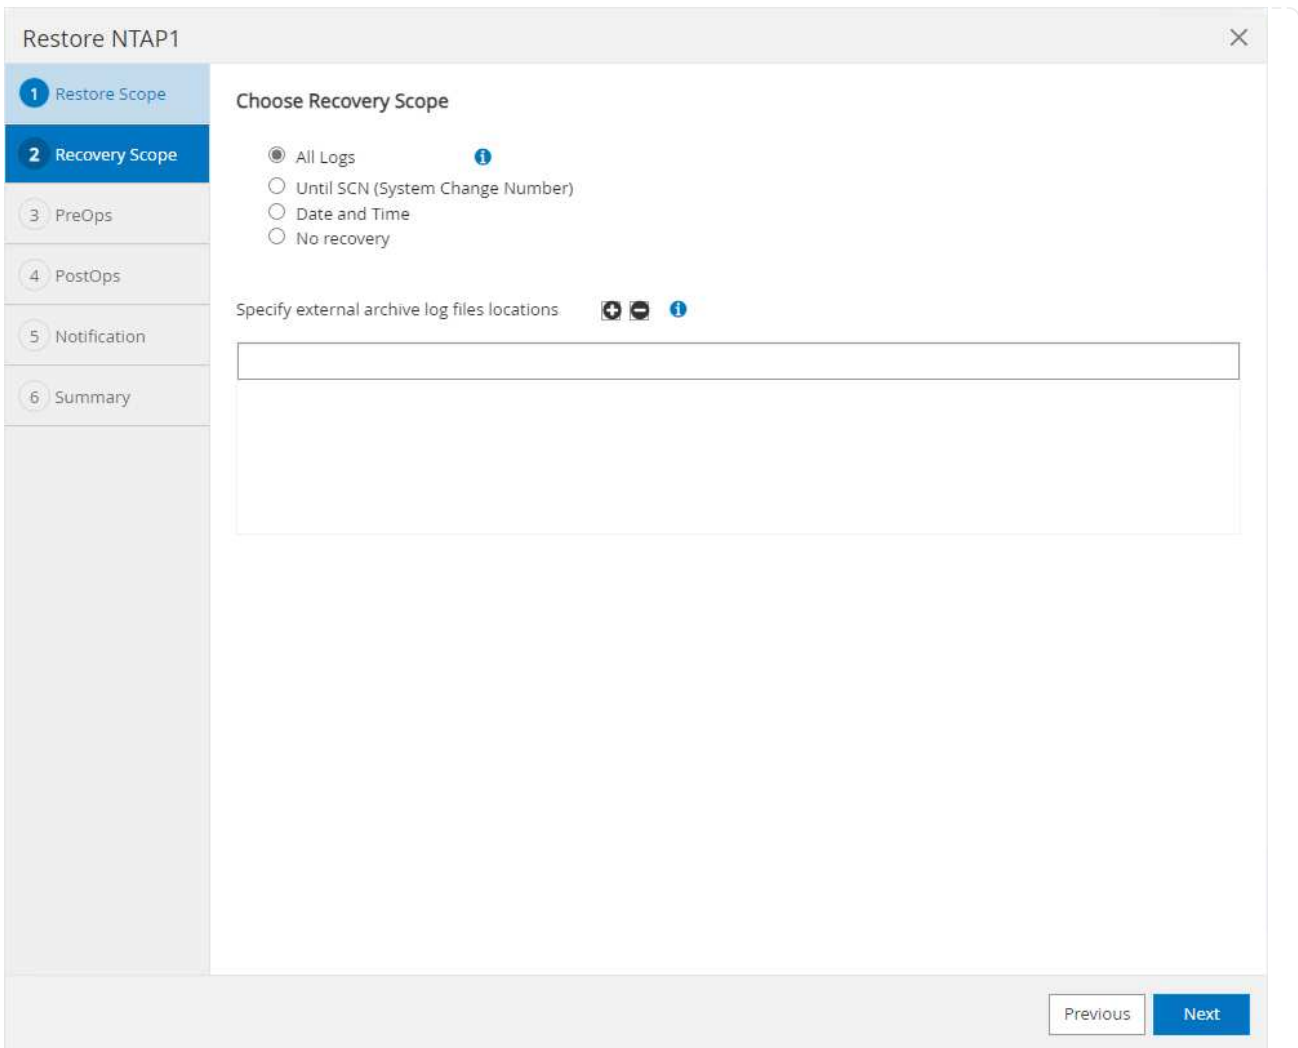 Restore NTAP1
1 Restore Scope
2 Recovery Scope
3 PreOps
4 PostOps
5 Notification
6 Summary
Choose Recovery Scope
All Logs
Until SCN (System Change Number)
Date and Time
No recovery
Specify external archive log files locations
Previous
Next